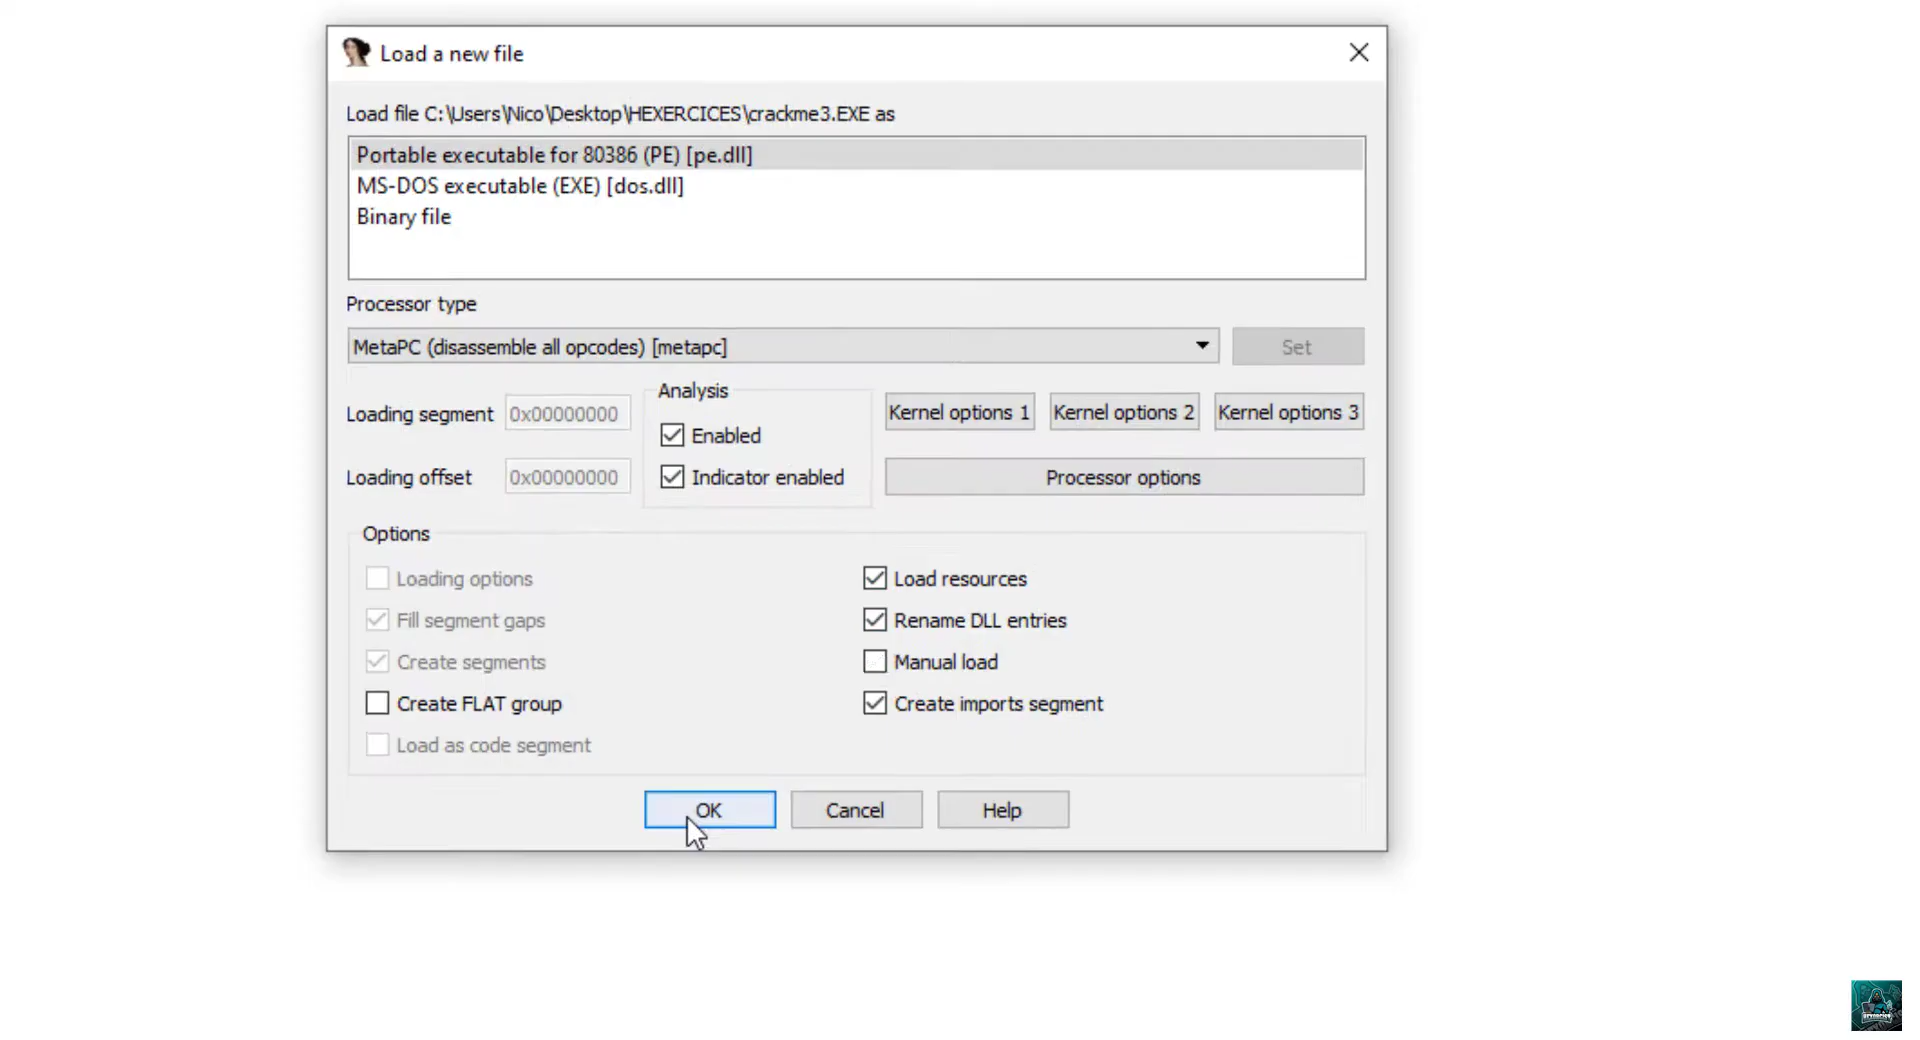 Load a new file
Load file C:\Users\Nico\Desktop\HEXERCICES\crackme3.EXE as
Portable executable for 80386 (PE) [pe.dll]
MS-DOS executable (EXE) [dos.dll]
Binary file
Processor type
MetaPC (disassemble all opcodes) [metapc]
Set
Loading segment
0x00000000
Loading offset
0x00000000
Analysis
Enabled
Indicator enabled
Kernel options 1
Kernel options 2
Kernel options 3
Processor options
Options
Loading options
Fill segment gaps
Create segments
Create FLAT group
Load as code segment
Load resources
Rename DLL entries
Manual load
Create imports segment
OK
Cancel
Help